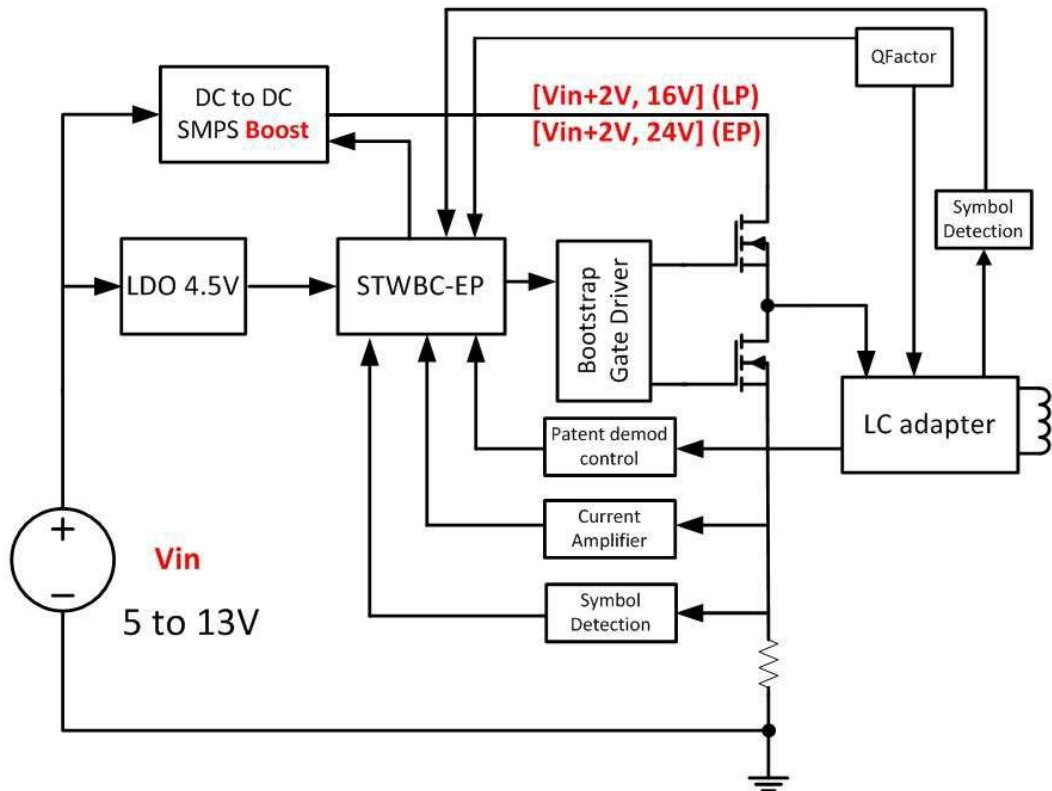 QFactor
DC to DC
SMPS Boost
[Vin+2V, 16V] (LP)
[Vin+2V, 24V] (EP)
Symbol
Detection
LDO 4.5V
STWBC-EP
Bootstrap
Gate Driver
LC adapter
Patent demod
control
Current
Amplifier
+
Vin
−
5 to 13V
Symbol
Detection